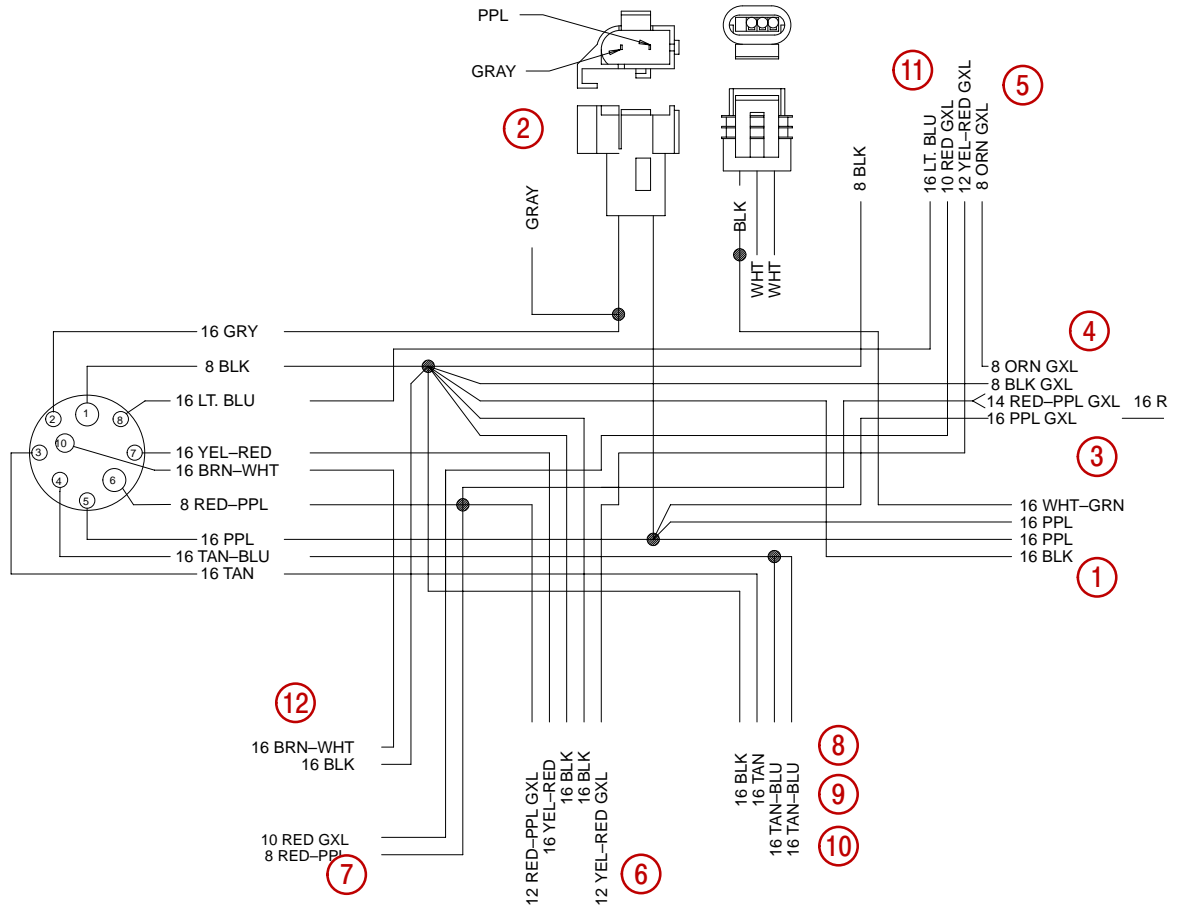 PPL
GRAY
2
11
5
GRAY
BLK
WHT
WHT
8 BLK
16 LT. BLU
10 RED GXL
12 YEL–RED GXL
8 ORN GXL
16 GRY
8 BLK
16 LT. BLU
16 YEL–RED
16 BRN–WHT
8 RED–PPL
16 PPL
16 TAN–BLU
16 TAN
1
2
8
10
3
7
4
6
5
4
8 ORN GXL
8 BLK GXL
14 RED–PPL GXL 16 R
16 PPL GXL
3
16 WHT–GRN
16 PPL
16 PPL
16 BLK
1
12
16 BRN–WHT
16 BLK
10 RED GXL
8 RED–PPL
7
12 RED–PPL GXL
16 YEL–RED
16 BLK
16 BLK
12 YEL–RED GXL
6
16 BLK
16 TAN
16 TAN–BLU
16 TAN–BLU
8
9
10